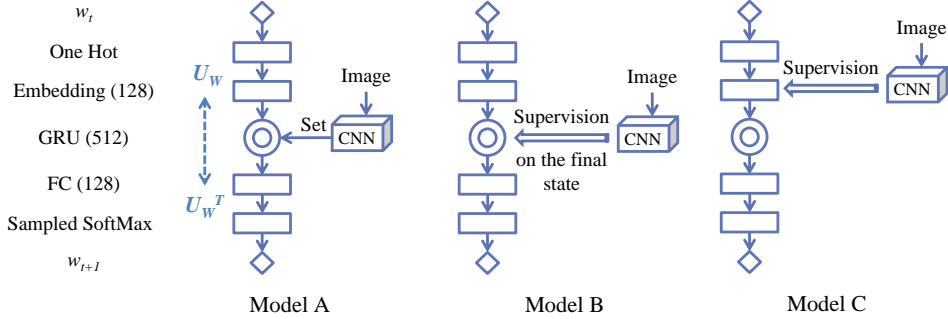 w_t
One Hot
Embedding (128)
GRU (512)
FC (128)
Sampled SoftMax
w_{t+1}
U_W
U_W^T
Image
Set
CNN
Model A
Image
Supervision
CNN
on the final
state
Model B
Image
Supervision
CNN
Model C